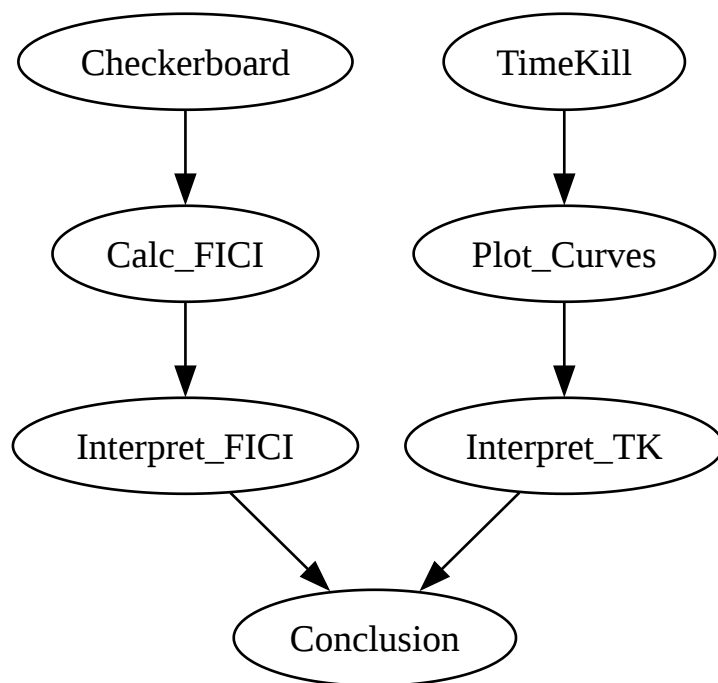 Checkerboard
TimeKill
Calc_FICI
Plot_Curves
Interpret_FICI
Interpret_TK
Conclusion